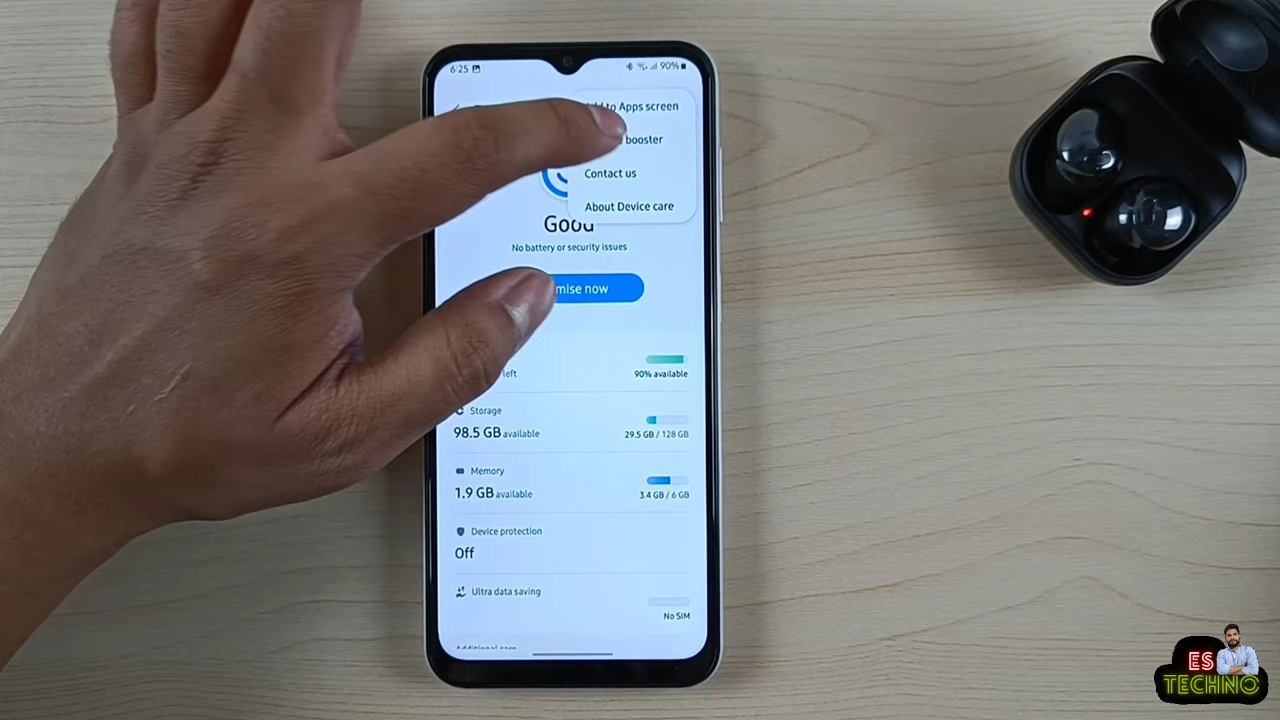 6:25 90%
to Apps screen
booster
Contact us
About Device care
Good
No battery or security issues
mise now
left 90% available
Storage
98.5 GB available 29.5 GB / 128 GB
Memory
1.9 GB available 3.4 GB / 6 GB
Device protection
Off
Ultra data saving
No SIM
ES
TECHNO